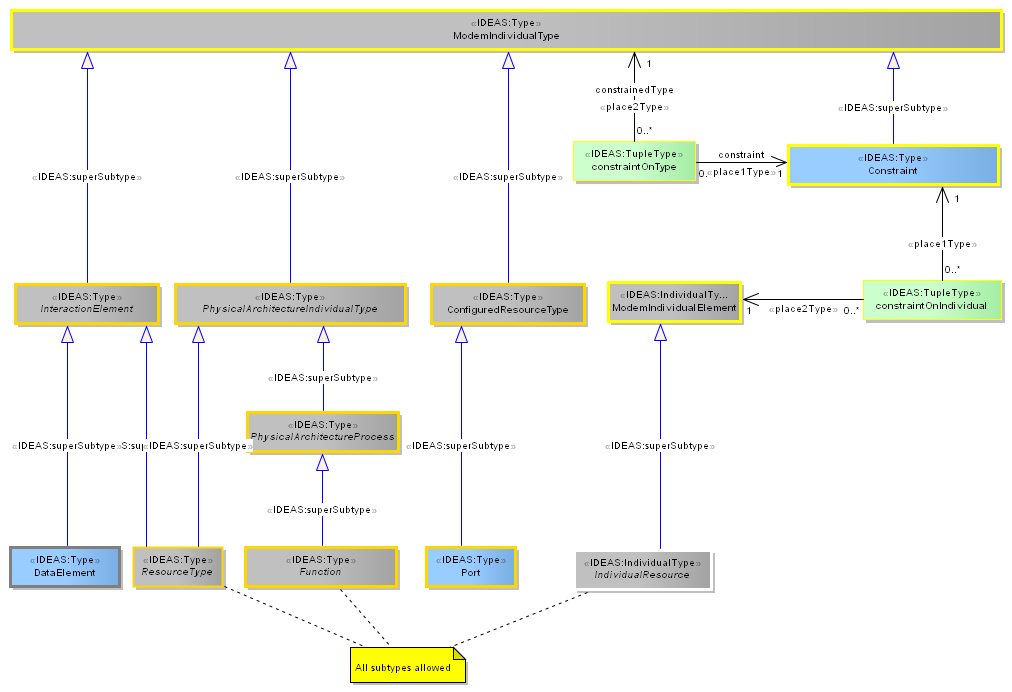 «IDEAS:Type»
ModemIndividualType
1
constrainedType
«place2Type»
0..*
«IDEAS:superSubtype»
«IDEAS:TupleType»
constraintOnType
constraint
0.
«place1Type»
1
«IDEAS:Type»
Constraint
«IDEAS:superSubtype»
«IDEAS:superSubtype»
«IDEAS:superSubtype»
1
«place1Type»
0..*
«IDEAS:Type»
InteractionElement
«IDEAS:Type»
PhysicalArchitectureIndividualType
«IDEAS:Type»
ConfiguredResourceType
«IDEAS:IndividualTy...
ModemIndividualElement
1
«place2Type»
0..*
«IDEAS:TupleType»
constraintOnIndividual
«IDEAS:superSubtype»
«IDEAS:Type»
PhysicalArchitectureProcess
«IDEAS:superSubtype»
S:sup
«IDEAS:superSubtype»
«IDEAS:superSubtype»
«IDEAS:superSubtype»
«IDEAS:superSubtype»
«IDEAS:Type»
DataElement
«IDEAS:Type»
ResourceType
«IDEAS:Type»
Function
«IDEAS:Type»
Port
«IDEAS:IndividualType»
IndividualResource
All subtypes allowed